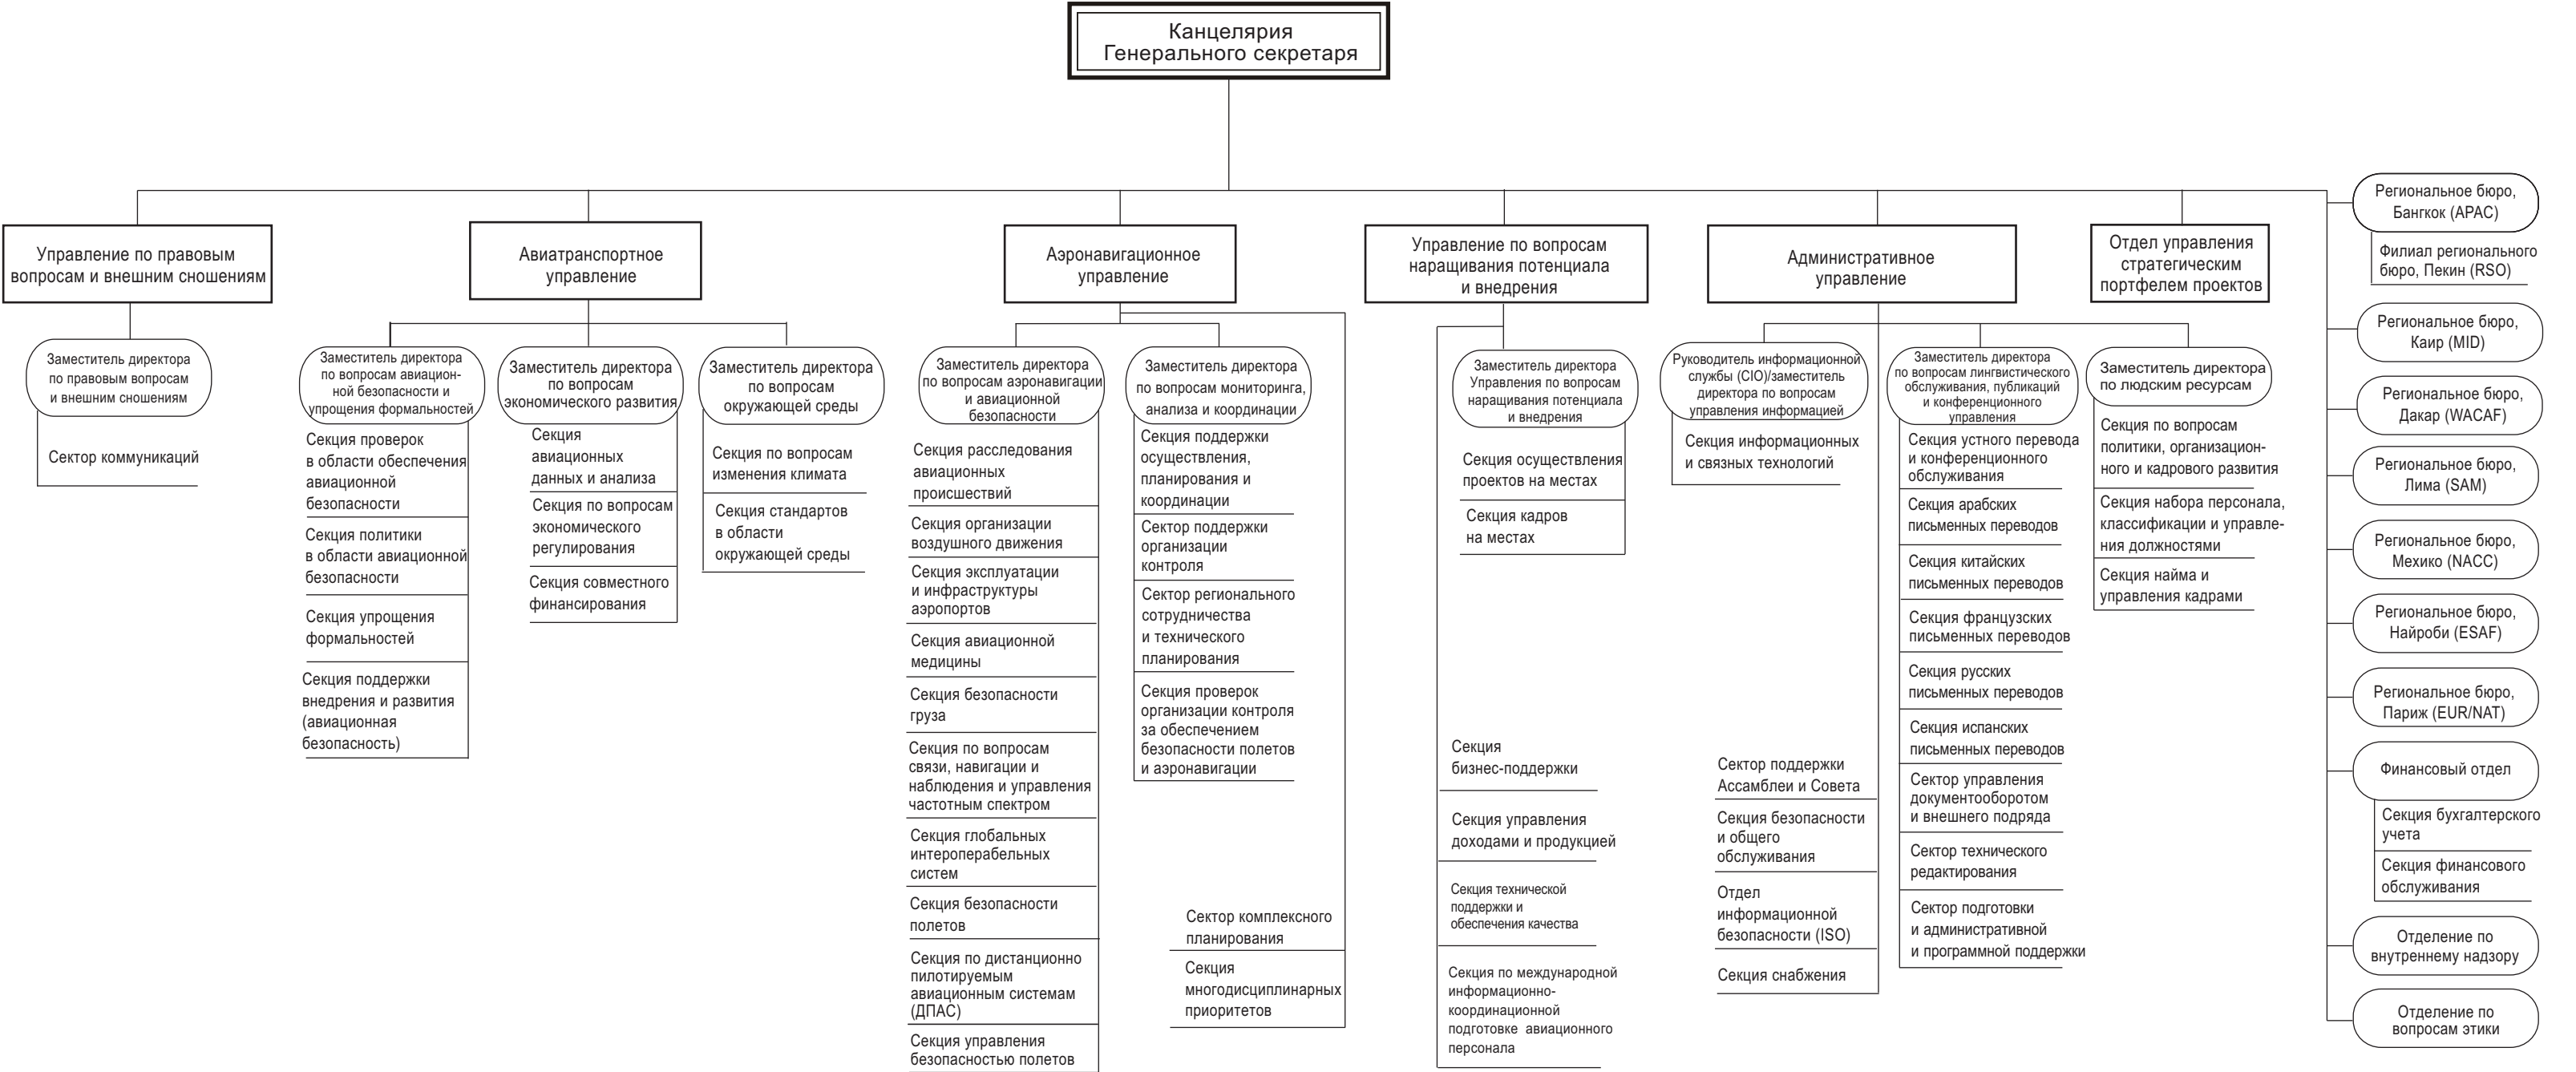 Канцелярия
Генерального секретаря
Управление по правовым
вопросам и внешним сношениям
Заместитель директора
по правовым вопросам
и внешним сношениям
Сектор коммуникаций
Авиатранспортное
управление
Заместитель директора
по вопросам авиацион-
ной безопасности и
упрощения формальностей
Секция проверок
в области обеспечения
авиационной
безопасности
Секция политики
в области авиационной
безопасности
Секция упрощения
формальностей
Секция поддержки
внедрения и развития
(авиационная
безопасность)
Заместитель директора
по вопросам
экономического развития
Секция
авиационных
данных и анализа
Секция по вопросам
экономического
регулирования
Секция совместного
финансирования
Заместитель директора
по вопросам
окружающей среды
Секция по вопросам
изменения климата
Секция стандартов
в области
окружающей среды
Аэронавигационное
управление
Заместитель директора
по вопросам аэронавигации
и авиационной
безопасности
Секция расследования
авиационных
происшествий
Секция организации
воздушного движения
Секция эксплуатации
и инфраструктуры
аэропортов
Секция авиационной
медицины
Секция безопасности
груза
Секция по вопросам
связи, навигации и
наблюдения и управления
частотным спектром
Секция глобальных
интероперабельных
систем
Секция безопасности
полетов
Секция по дистанционно
пилотируемым
авиационным системам
(ДПАС)
Секция управления
безопасностью полетов
Заместитель директора
по вопросам мониторинга,
анализа и координации
Секция поддержки
осуществления,
планирования и
координации
Сектор поддержки
организации
контроля
Сектор регионального
сотрудничества
и технического
планирования
Секция проверок
организации контроля
за обеспечением
безопасности полетов
и аэронавигации
Сектор комплексного
планирования
Секция
многодисциплинарных
приоритетов
Управление по вопросам
наращивания потенциала
и внедрения
Заместитель директора
Управления по вопросам
наращивания потенциала
и внедрения
Секция осуществления
проектов на местах
Секция кадров
на местах
Секция
бизнес-поддержки
Секция управления
доходами и продукцией
Секция технической
поддержки и
обеспечения качества
Секция по международной
информационно-
координационной
подготовке авиационного
персонала
Административное
управление
Руководитель информационной
службы (CIO)/заместитель
директора по вопросам
управления информацией
Секция информационных
и связных технологий
Сектор поддержки
Ассамблеи и Совета
Секция безопасности
и общего
обслуживания
Отдел
информационной
безопасности (ISO)
Секция снабжения
Заместитель директора
по вопросам лингвистического
обслуживания, публикаций
и конференционного
управления
Секция устного перевода
и конференционного
обслуживания
Секция арабских
письменных переводов
Секция китайских
письменных переводов
Секция французских
письменных переводов
Секция русских
письменных переводов
Секция испанских
письменных переводов
Сектор управления
документооборотом
и внешнего подряда
Сектор технического
редактирования
Сектор подготовки
и административной
и программной поддержки
Заместитель директора
по людским ресурсам
Секция по вопросам
политики, организацион-
ного и кадрового развития
Секция набора персонала,
классификации и управле-
ния должностями
Секция найма и
управления кадрами
Отдел управления
стратегическим
портфелем проектов
Региональное бюро,
Бангкок (APAC)
Филиал регионального
бюро, Пекин (RSO)
Региональное бюро,
Каир (MID)
Региональное бюро,
Дакар (WACAF)
Региональное бюро,
Лима (SAM)
Региональное бюро,
Мехико (NACC)
Региональное бюро,
Найроби (ESAF)
Региональное бюро,
Париж (EUR/NAT)
Финансовый отдел
Секция бухгалтерского
учета
Секция финансового
обслуживания
Отделение по
внутреннему надзору
Отделение по
вопросам этики